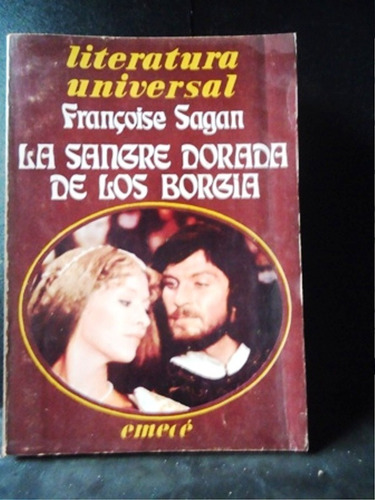 literatura
universal
Françoise Sagan
LA SANGRE DORADA
DE LOS BORGIA
emecé